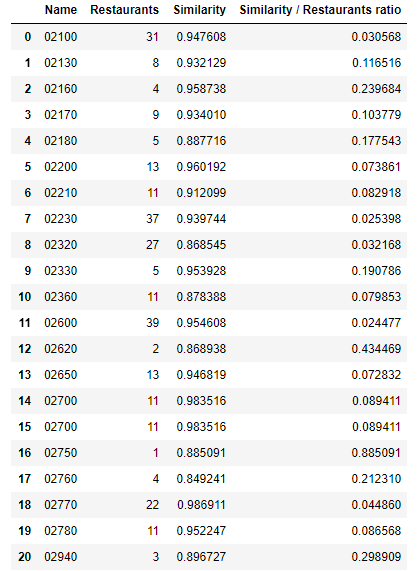 Name Restaurants Similarity Similarity / Restaurants ratio
0 02100 31 0.947608 0.030568
1 02130 8 0.932129 0.116516
2 02160 4 0.958738 0.239684
3 02170 9 0.934010 0.103779
4 02180 5 0.887716 0.177543
5 02200 13 0.960192 0.073861
6 02210 11 0.912099 0.082918
7 02230 37 0.939744 0.025398
8 02320 27 0.868545 0.032168
9 02330 5 0.953928 0.190786
10 02360 11 0.878388 0.079853
11 02600 39 0.954608 0.024477
12 02620 2 0.868938 0.434469
13 02650 13 0.946819 0.072832
14 02700 11 0.983516 0.089411
15 02700 11 0.983516 0.089411
16 02750 1 0.885091 0.885091
17 02760 4 0.849241 0.212310
18 02770 22 0.986911 0.044860
19 02780 11 0.952247 0.086568
20 02940 3 0.896727 0.298909